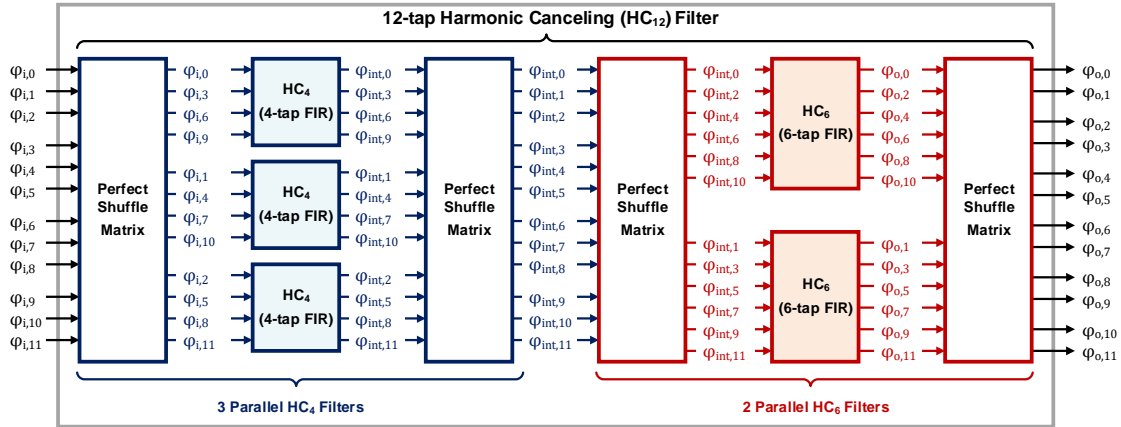 12-tap Harmonic Canceling (HC₁₂) Filter
φi,0
φi,1
φi,2
φi,3
φi,4
φi,5
φi,6
φi,7
φi,8
φi,9
φi,10
φi,11
Perfect
Shuffle
Matrix
φi,0
φi,3
φi,6
φi,9
φi,1
φi,4
φi,7
φi,10
φi,2
φi,5
φi,8
φi,11
HC₄
(4-tap FIR)
HC₄
(4-tap FIR)
HC₄
(4-tap FIR)
φint,0
φint,3
φint,6
φint,9
φint,1
φint,4
φint,7
φint,10
φint,2
φint,5
φint,8
φint,11
Perfect
Shuffle
Matrix
φint,0
φint,1
φint,2
φint,3
φint,4
φint,5
φint,6
φint,7
φint,8
φint,9
φint,10
φint,11
Perfect
Shuffle
Matrix
φint,0
φint,2
φint,4
φint,6
φint,8
φint,10
φint,1
φint,3
φint,5
φint,7
φint,9
φint,11
HC₆
(6-tap FIR)
HC₆
(6-tap FIR)
φo,0
φo,2
φo,4
φo,6
φo,8
φo,10
φo,1
φo,3
φo,5
φo,7
φo,9
φo,11
Perfect
Shuffle
Matrix
φo,0
φo,1
φo,2
φo,3
φo,4
φo,5
φo,6
φo,7
φo,8
φo,9
φo,10
φo,11
3 Parallel HC₄ Filters
2 Parallel HC₆ Filters